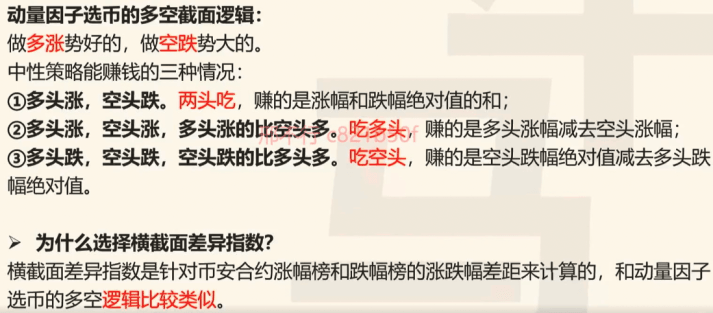 动量因子选币的多空截面逻辑：
做多涨势好的，做空跌势大的。
中性策略能赚钱的三种情况：
①多头涨，空头跌。两头吃，赚的是涨幅和跌幅绝对值的和；
②多头涨，空头涨，多头涨的比空头多。吃多头，赚的是多头涨幅减去空头涨幅；
③多头跌，空头跌，空头跌的比多头多。吃空头，赚的是空头跌幅绝对值减去多头跌
幅绝对值。
➢ 为什么选择横截面差异指数？
横截面差异指数是针对币安合约涨幅榜和跌幅榜的涨跌幅差距来计算的，和动量因子
选币的多空逻辑比较类似。